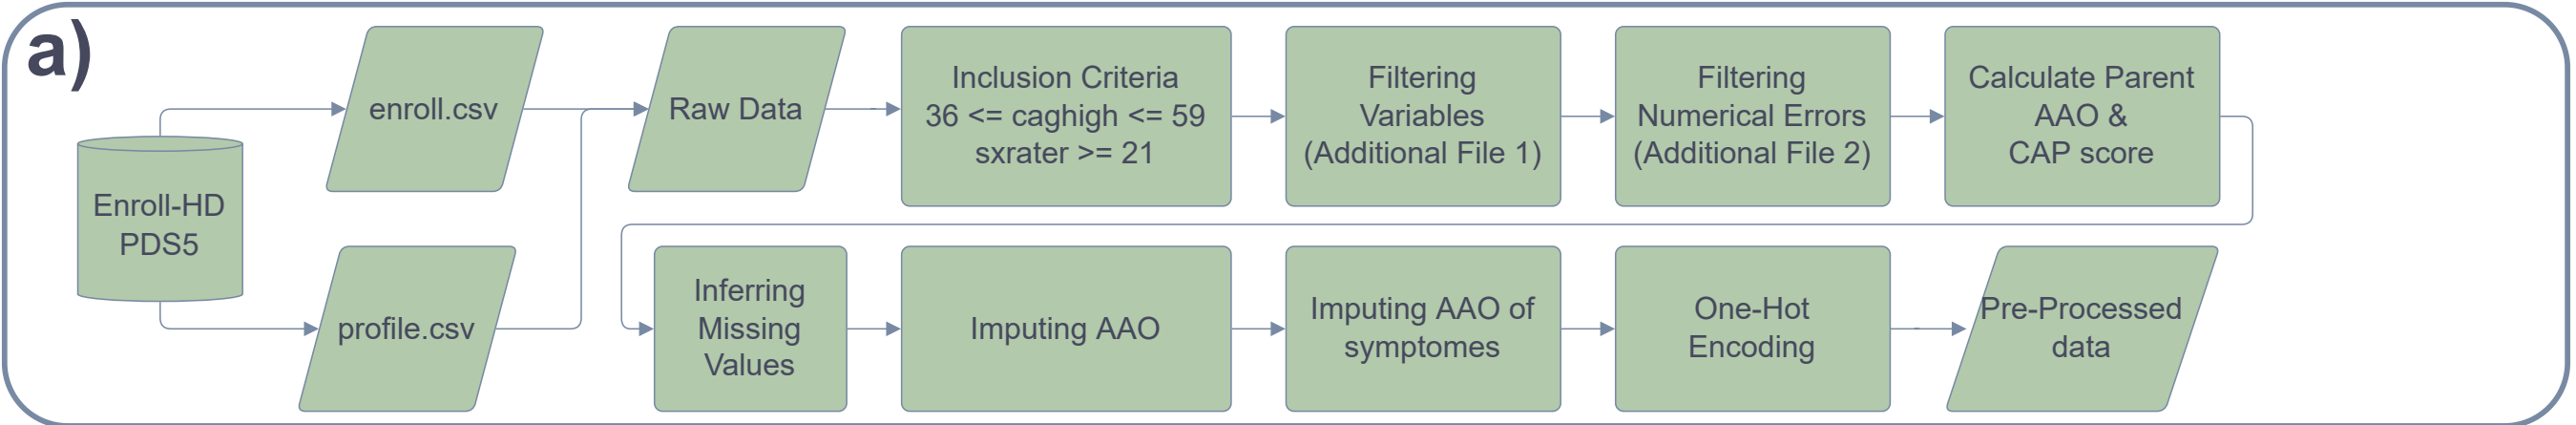 a)
Enroll-HD
PDS5
enroll.csv
profile.csv
Raw Data
Inclusion Criteria
36 <= caghigh <= 59
sxrater >= 21
Filtering
Variables
(Additional File 1)
Filtering
Numerical Errors
(Additional File 2)
Calculate Parent
AAO &
CAP score
Inferring
Missing
Values
Imputing AAO
Imputing AAO of
symptomes
One-Hot
Encoding
Pre-Processed
data